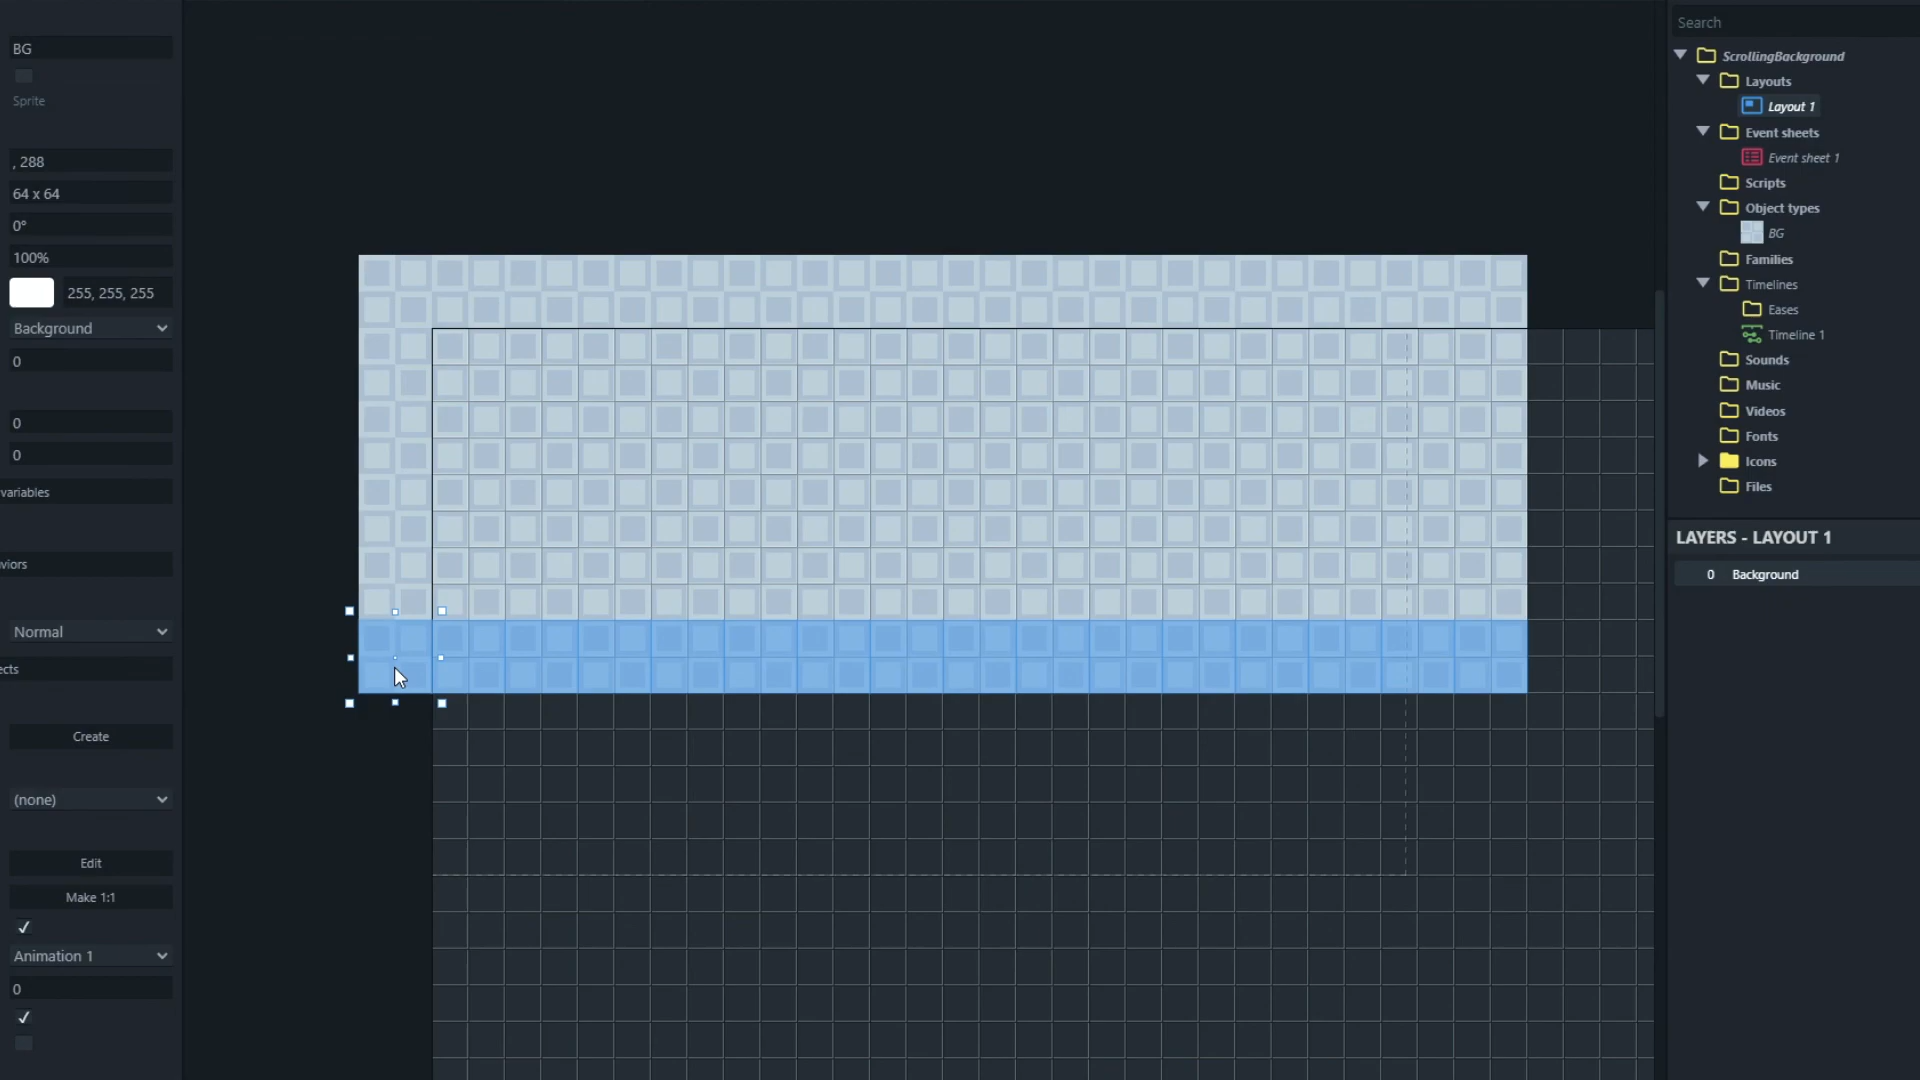 BG
Sprite
, 288
64 x 64
0°
100%
255, 255, 255
Background
0
0
0
variables
viors
Normal
ects
Create
(none)
Edit
Make 1:1
Animation 1
0
Search
ScrollingBackground
Layouts
Layout 1
Event sheets
Event sheet 1
Scripts
Object types
BG
Families
Timelines
Eases
Timeline 1
Sounds
Music
Videos
Fonts
Icons
Files
LAYERS - LAYOUT 1
0 Background